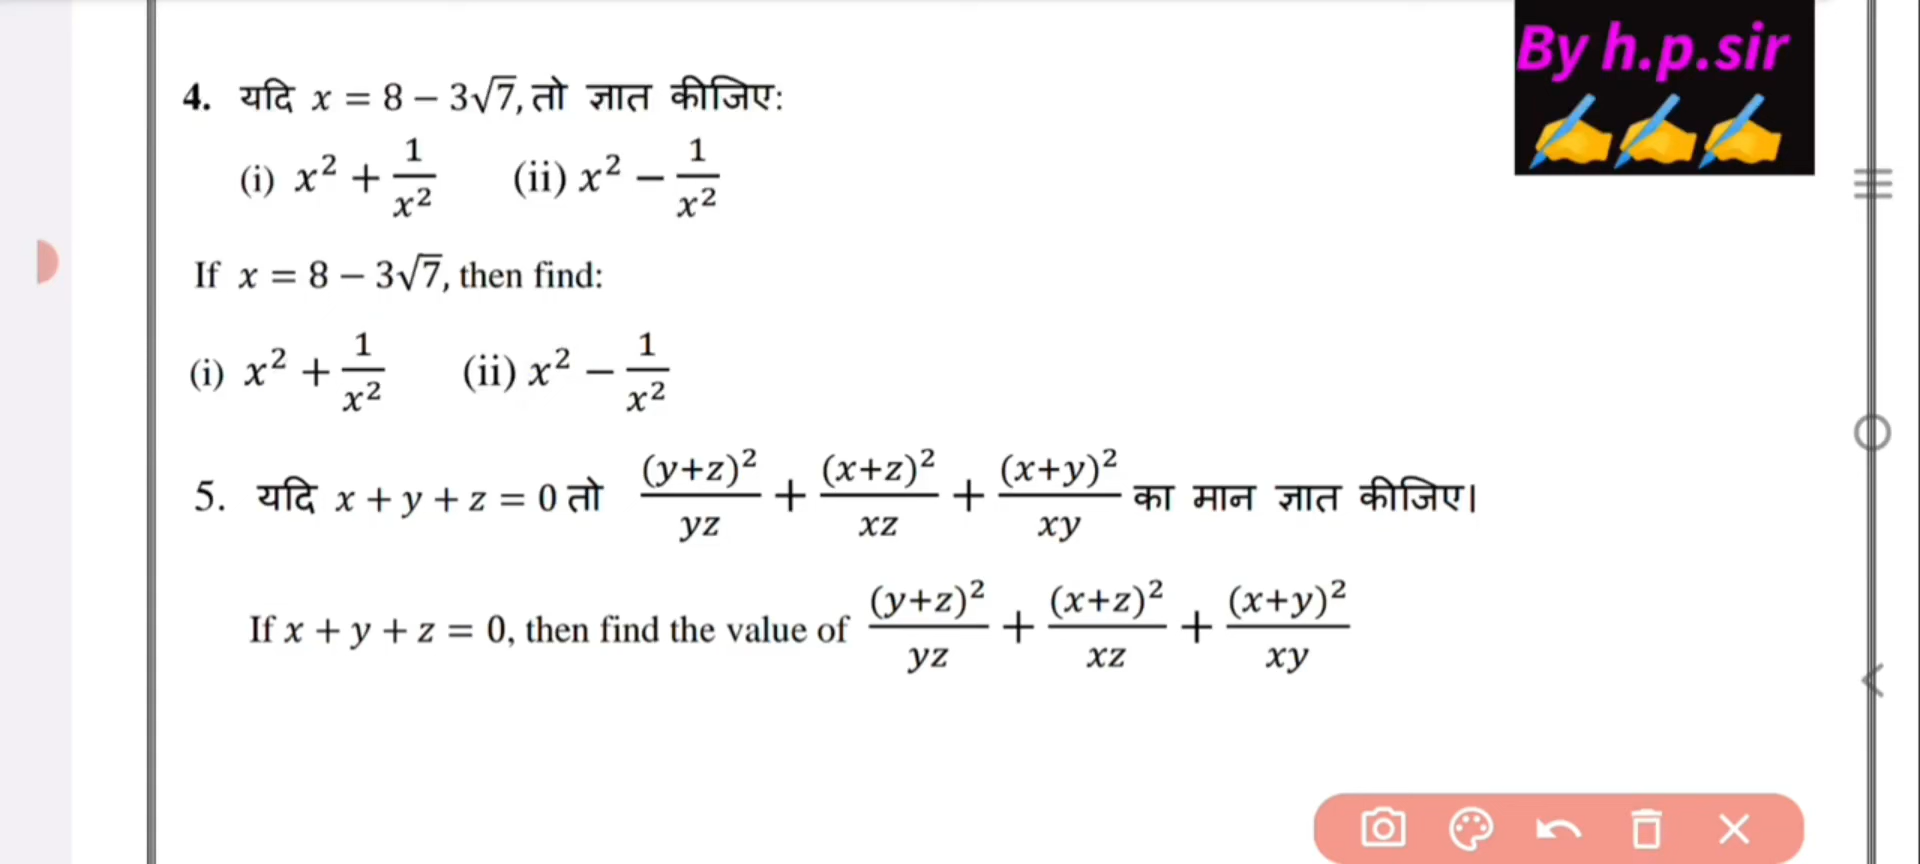 By h.p.sir
4. यदि x = 8 − 3√7, तो ज्ञात कीजिए:
(i) x² + 1/x² (ii) x² − 1/x²
If x = 8 − 3√7, then find:
(i) x² + 1/x² (ii) x² − 1/x²
5. यदि x + y + z = 0 तो (y+z)²/yz + (x+z)²/xz + (x+y)²/xy का मान ज्ञात कीजिए।
If x + y + z = 0, then find the value of (y+z)²/yz + (x+z)²/xz + (x+y)²/xy